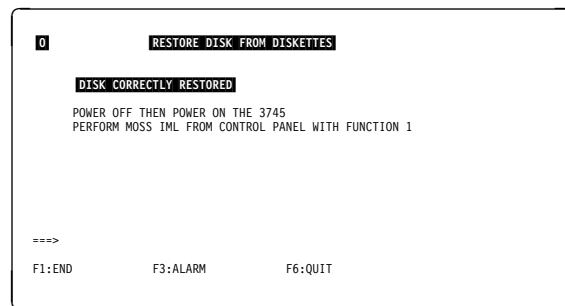 O RESTORE DISK FROM DISKETTES
DISK CORRECTLY RESTORED
POWER OFF THEN POWER ON THE 3745
PERFORM MOSS IML FROM CONTROL PANEL WITH FUNCTION 1
===>
F1:END F3:ALARM F6:QUIT